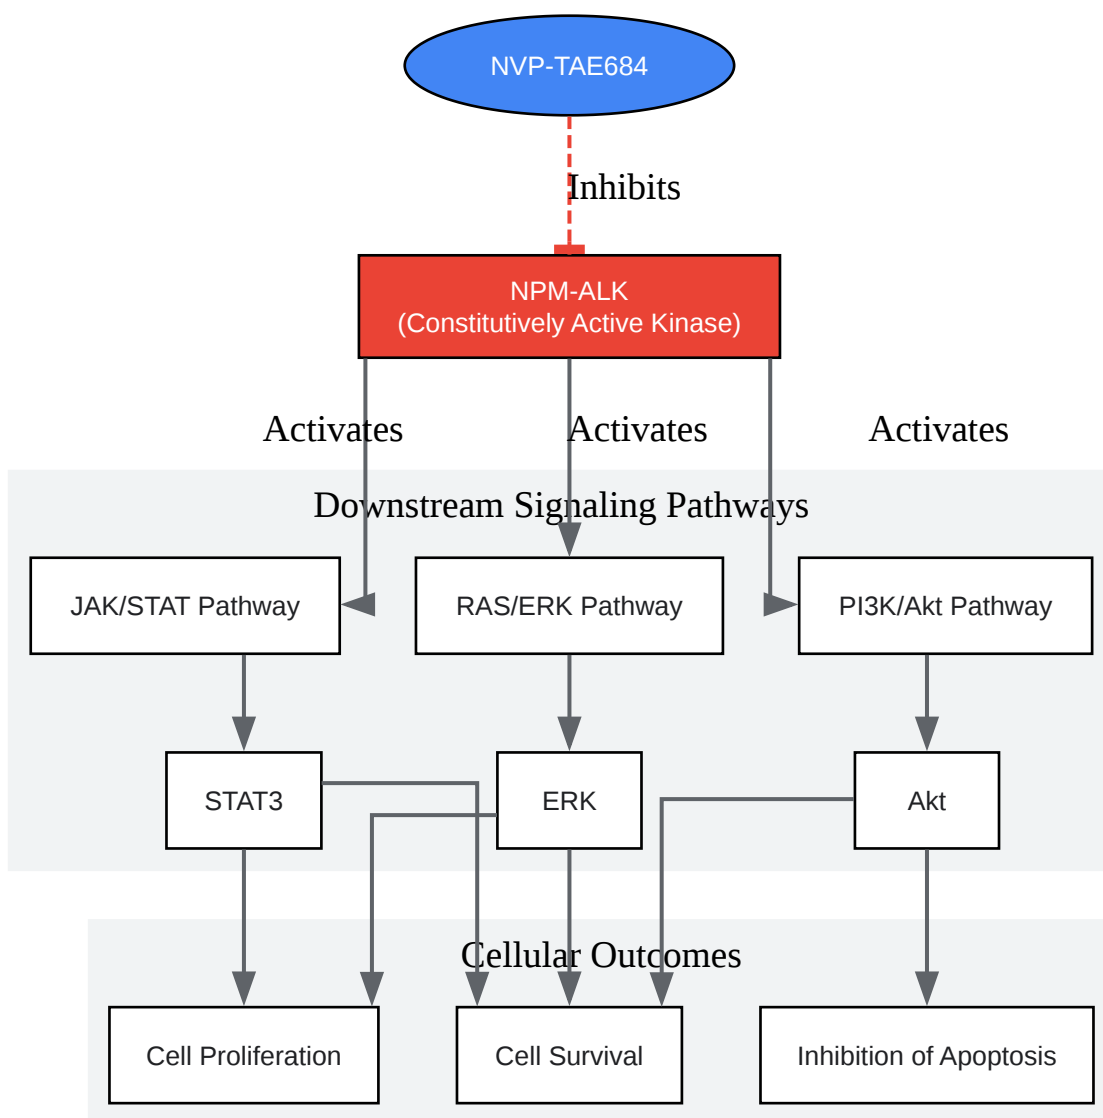 NVP-TAE684
Inhibits
NPM-ALK
(Constitutively Active Kinase)
Activates
Activates
Activates
Downstream Signaling Pathways
JAK/STAT Pathway
RAS/ERK Pathway
PI3K/Akt Pathway
STAT3
ERK
Akt
Cellular Outcomes
Cell Proliferation
Cell Survival
Inhibition of Apoptosis